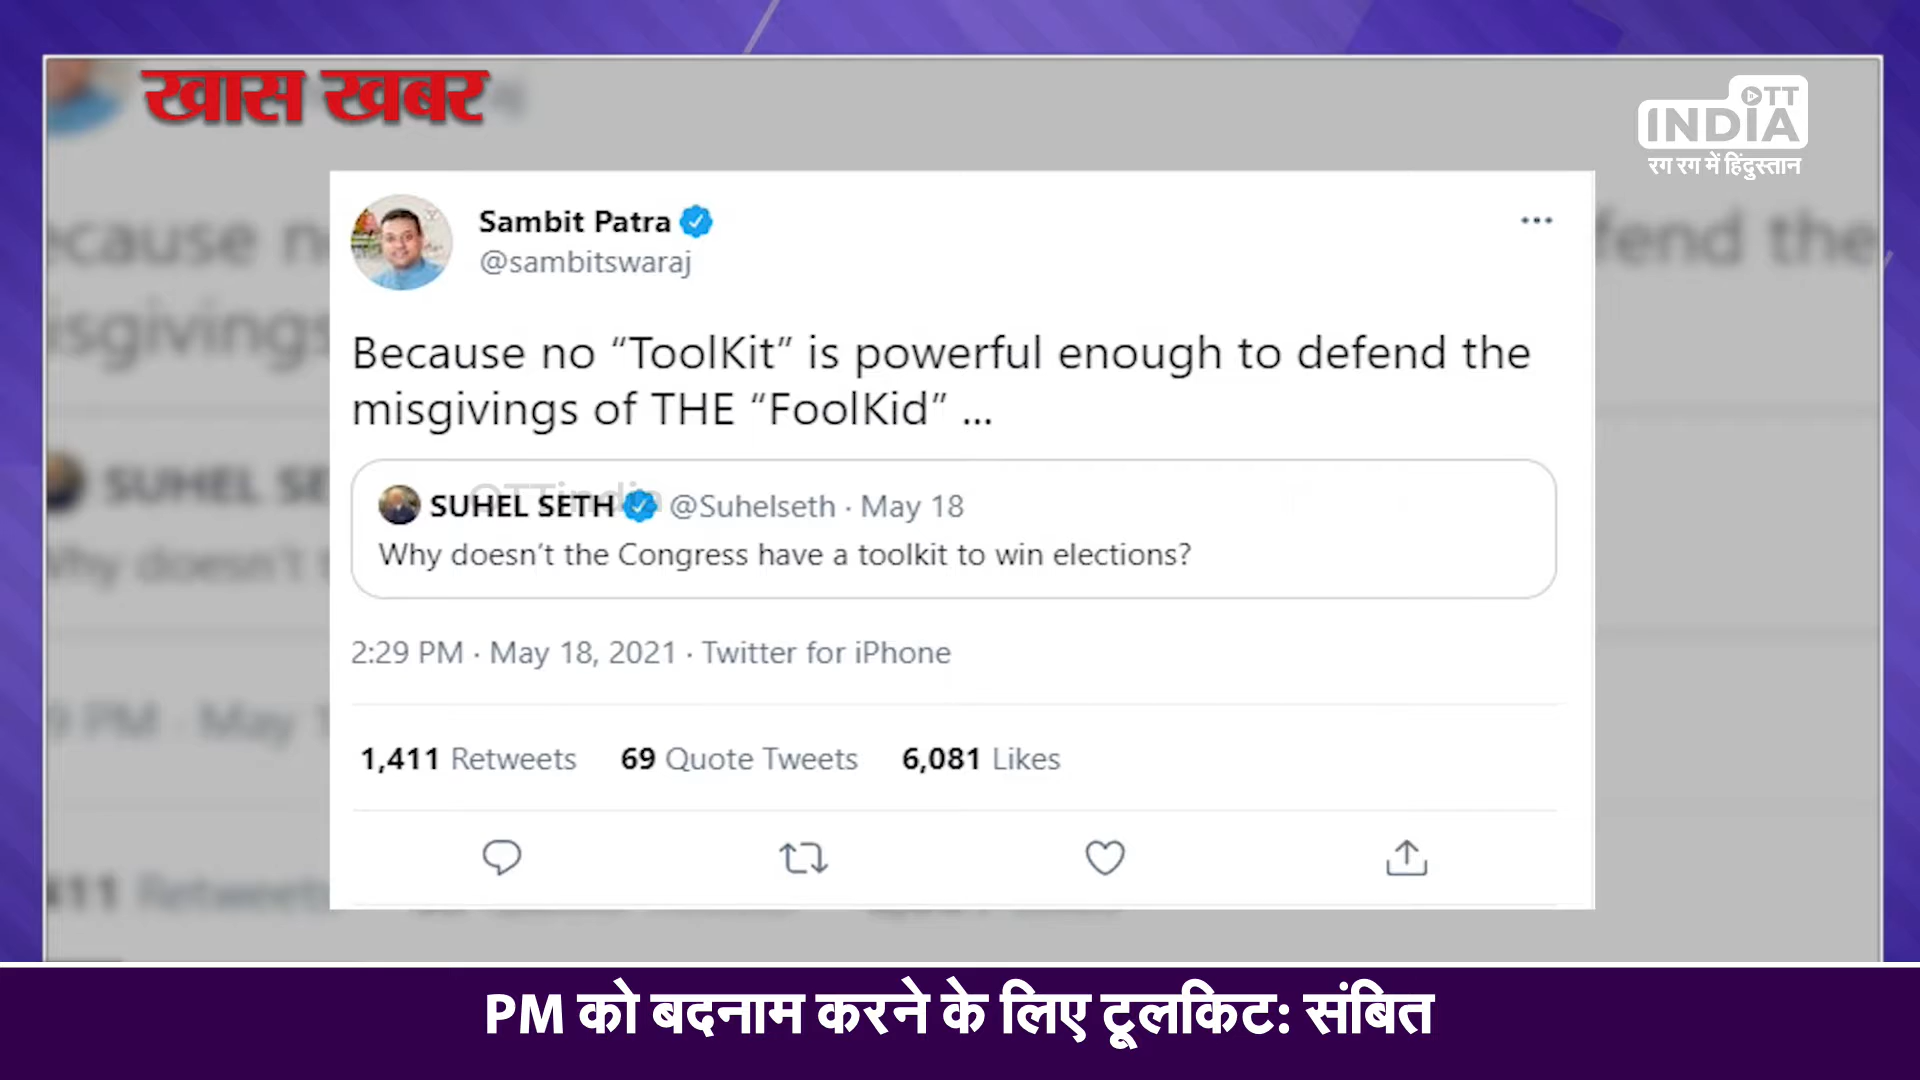 खास खबर
OTT
INDIA
रग रग में हिंदुस्तान
Sambit Patra
@sambitswaraj
Because no “ToolKit” is powerful enough to defend the
misgivings of THE “FoolKid” ...
OTTindia
SUHEL SETH @Suhelseth · May 18
Why doesn’t the Congress have a toolkit to win elections?
2:29 PM · May 18, 2021 · Twitter for iPhone
1,411 Retweets 69 Quote Tweets 6,081 Likes
PM को बदनाम करने के लिए टूलकिट: संबित